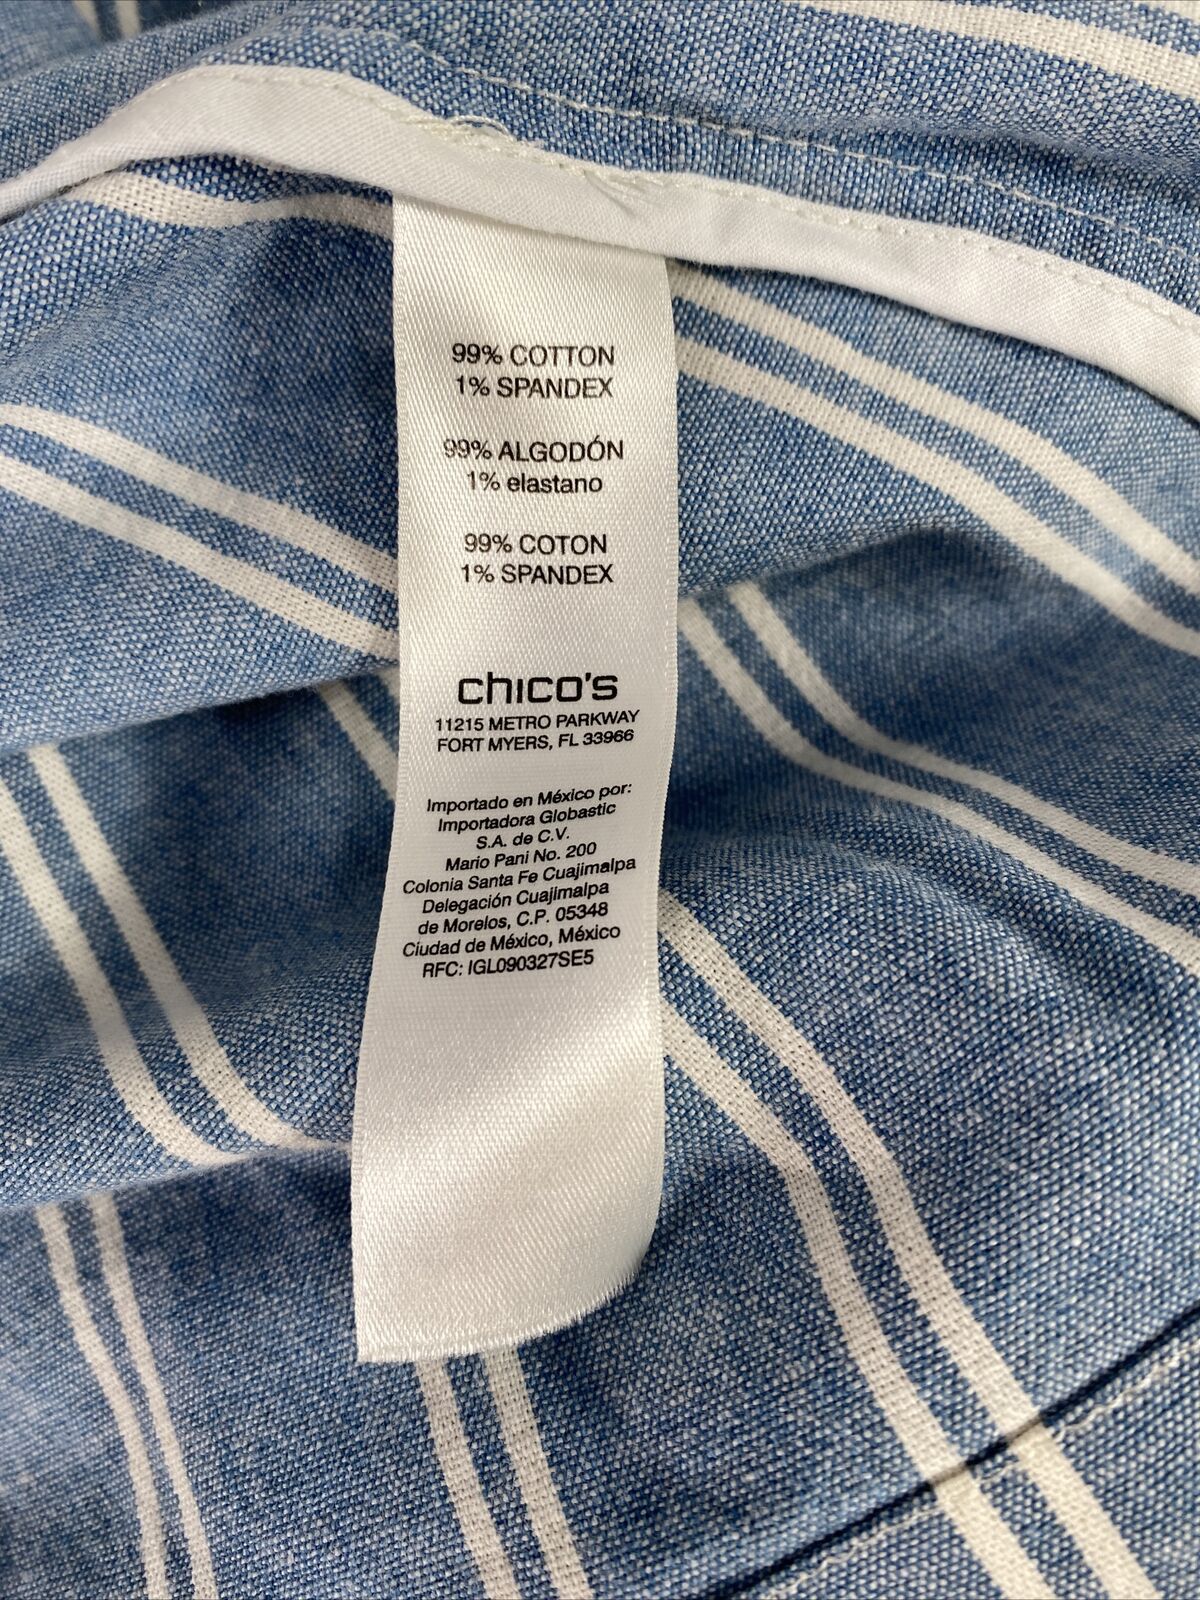 99% COTTON
1% SPANDEX
99% ALGODÓN
1% elastano
99% COTON
1% SPANDEX
chico's
11215 METRO PARKWAY
FORT MYERS, FL 33966
Importado en México por:
Importadora Globastic
S.A. de C.V.
Mario Pani No. 200
Colonia Santa Fe Cuajimalpa
Delegación Cuajimalpa
de Morelos, C.P. 05348
Ciudad de México, México
RFC: IGL090327SE5